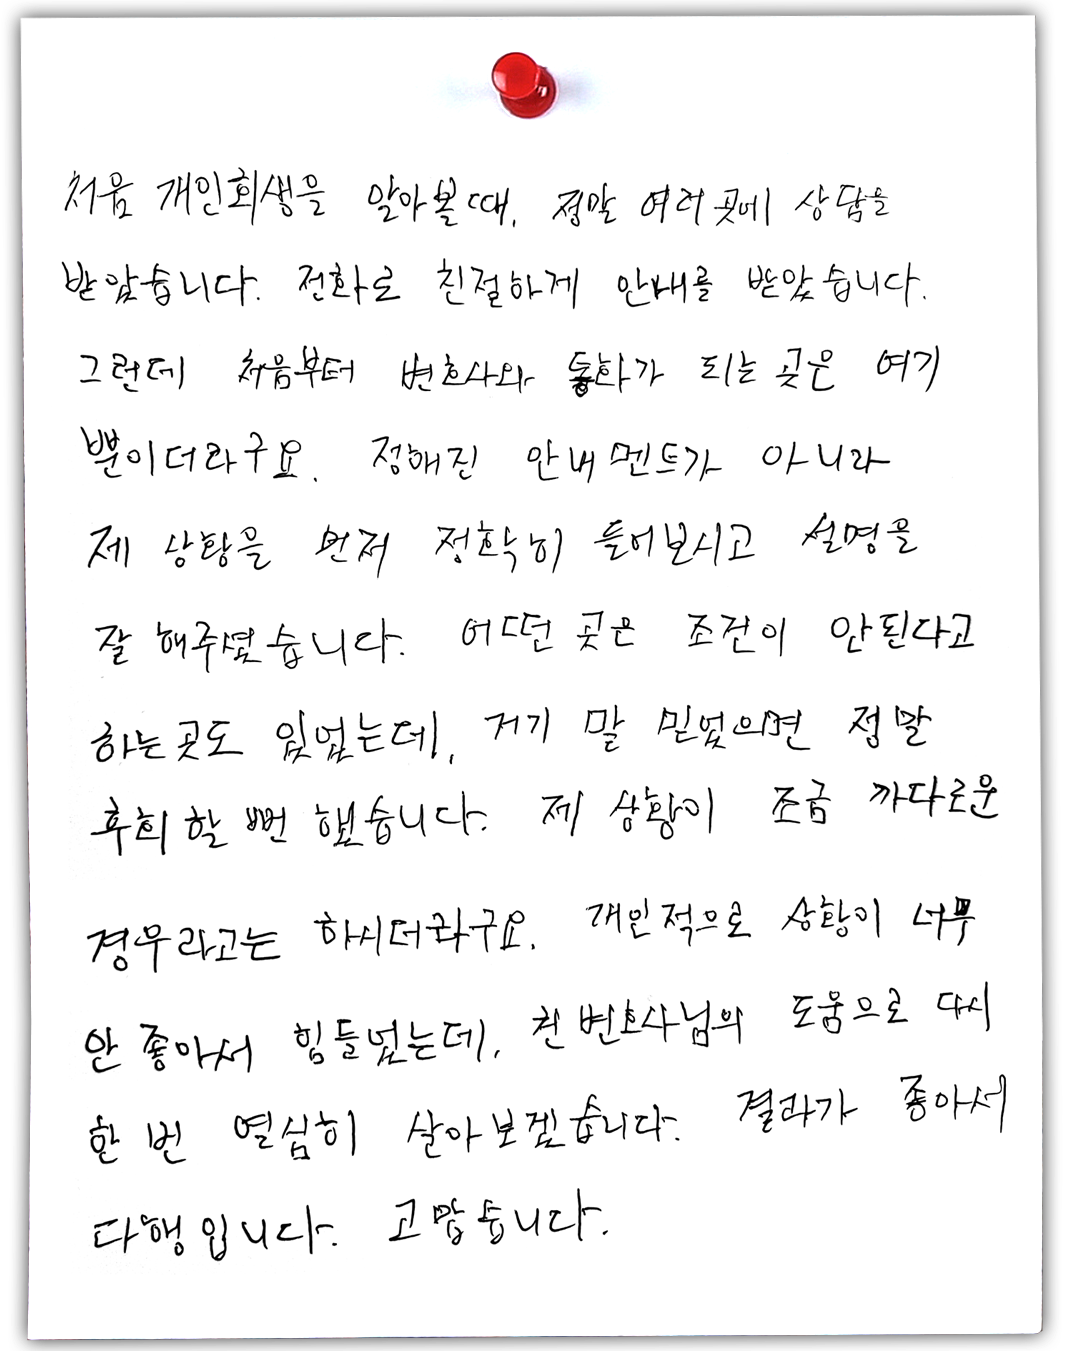 처음 개인회생을 알아볼때, 정말 여러곳에 상담을
받았습니다. 전화로 친절하게 안내를 받았습니다.
그런데 처음부터 변호사와 통화가 되는 곳은 여기
뿐이더라구요. 정해진 안내멘트가 아니라
제 상황을 먼저 정확히 들어보시고 설명을
잘 해주셨습니다. 어떤 곳은 조건이 안된다고
하는곳도 있었는데, 거기 말 믿었으면 정말
후회할 뻔 했습니다. 제 상황이 조금 까다로운
경우라고는 하시더라구요. 개인적으로 상황이 너무
안 좋아서 힘들었는데, 천 변호사님의 도움으로 다시
한 번 열심히 살아보겠습니다. 결과가 좋아서
다행입니다. 고맙습니다.